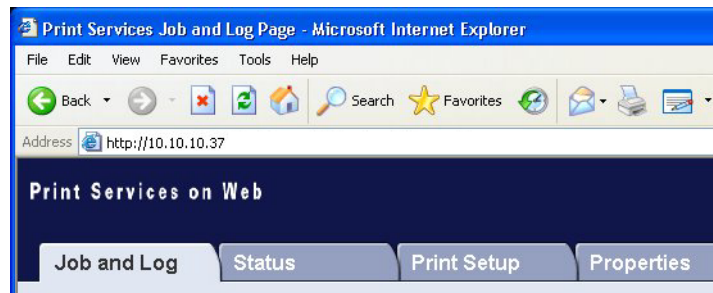 Print Services Job and Log Page - Microsoft Internet Explorer
File Edit View Favorites Tools Help
Back Search Favorites
Address http://10.10.10.37
Print Services on Web
Job and Log Status Print Setup Properties